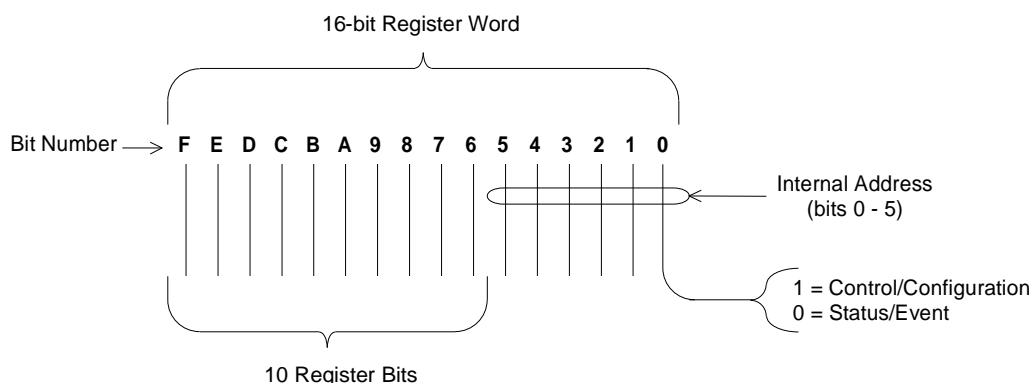 16-bit Register Word
Bit Number F E D C B A 9 8 7 6 5 4 3 2 1 0
Internal Address
(bits 0 - 5)
1 = Control/Configuration
0 = Status/Event
10 Register Bits